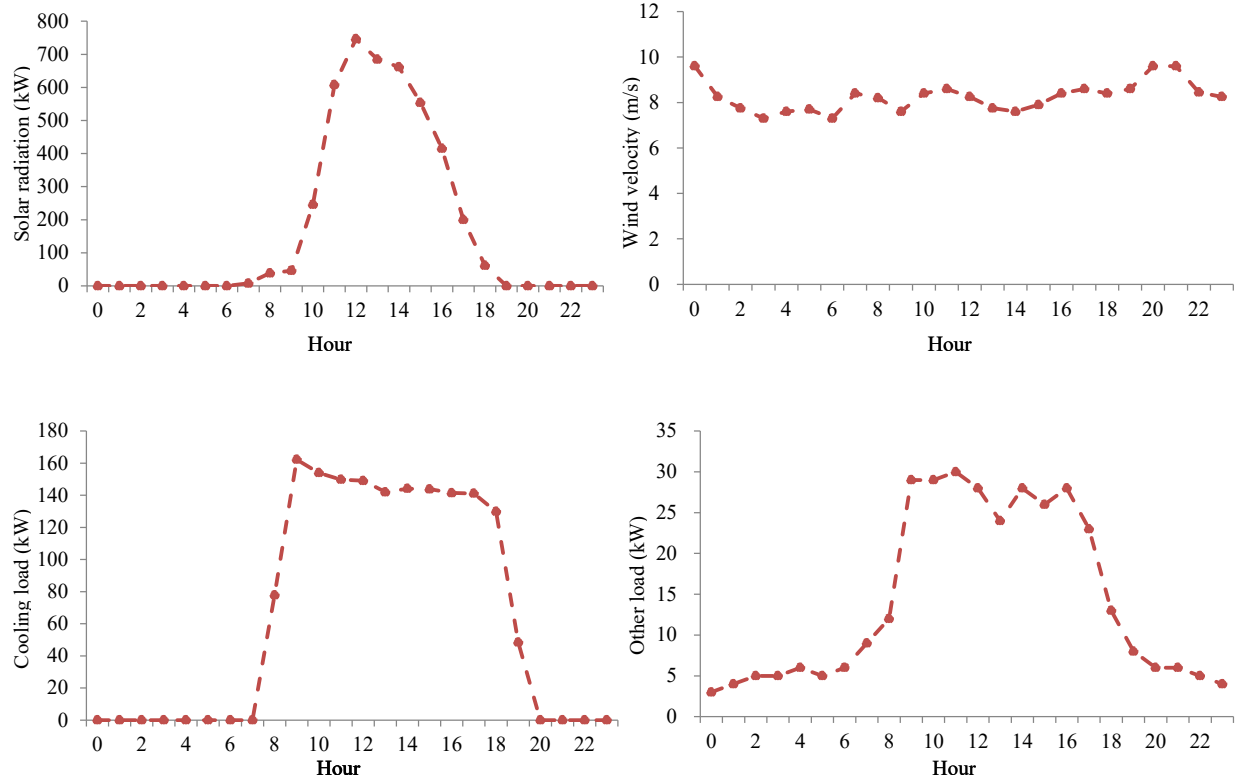 Solar radiation (kW)
800
700
600
500
400
300
200
100
0
0 2 4 6 8 10 12 14 16 18 20 22
Hour
Wind velocity (m/s)
12
10
8
6
4
2
0
0 2 4 6 8 10 12 14 16 18 20 22
Hour
Cooling load (kW)
180
160
140
120
100
80
60
40
20
0
0 2 4 6 8 10 12 14 16 18 20 22
Hour
Other load (kW)
35
30
25
20
15
10
5
0
0 2 4 6 8 10 12 14 16 18 20 22
Hour